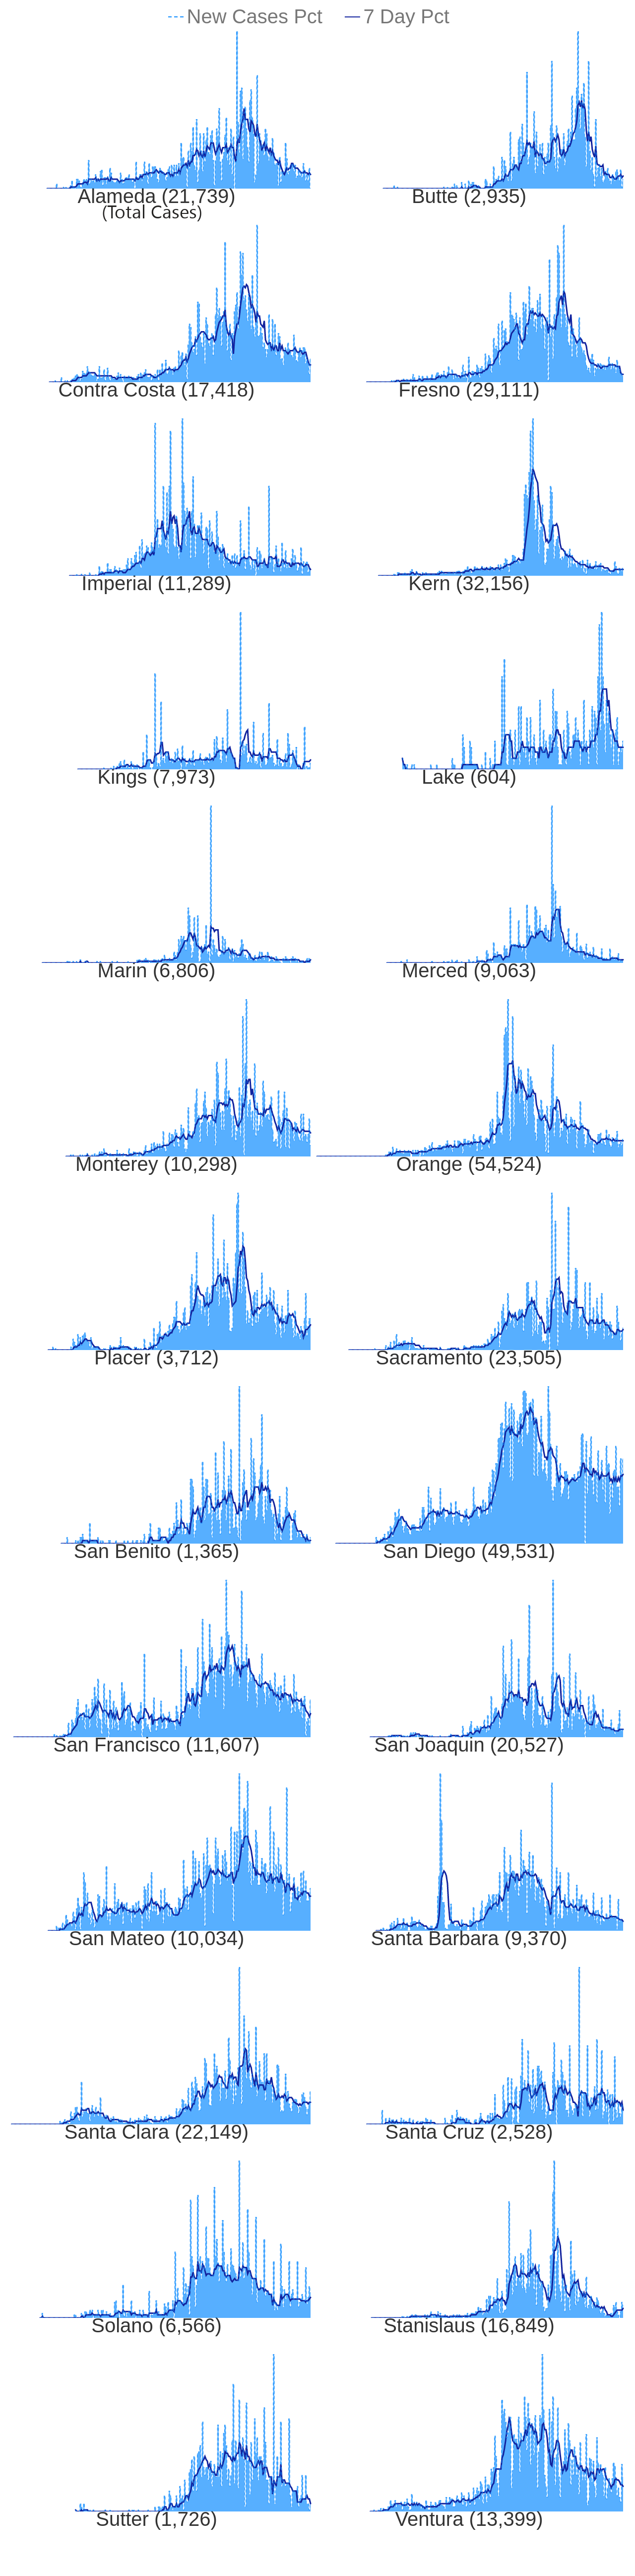 New Cases Pct 7 Day Pct
Alameda (21,739) Butte (2,935)
(Total Cases)
Contra Costa (17,418) Fresno (29,111)
Imperial (11,289) Kern (32,156)
Kings (7,973) Lake (604)
Marin (6,806) Merced (9,063)
Monterey (10,298) Orange (54,524)
Placer (3,712) Sacramento (23,505)
San Benito (1,365) San Diego (49,531)
San Francisco (11,607) San Joaquin (20,527)
San Mateo (10,034) Santa Barbara (9,370)
Santa Clara (22,149) Santa Cruz (2,528)
Solano (6,566) Stanislaus (16,849)
Sutter (1,726) Ventura (13,399)